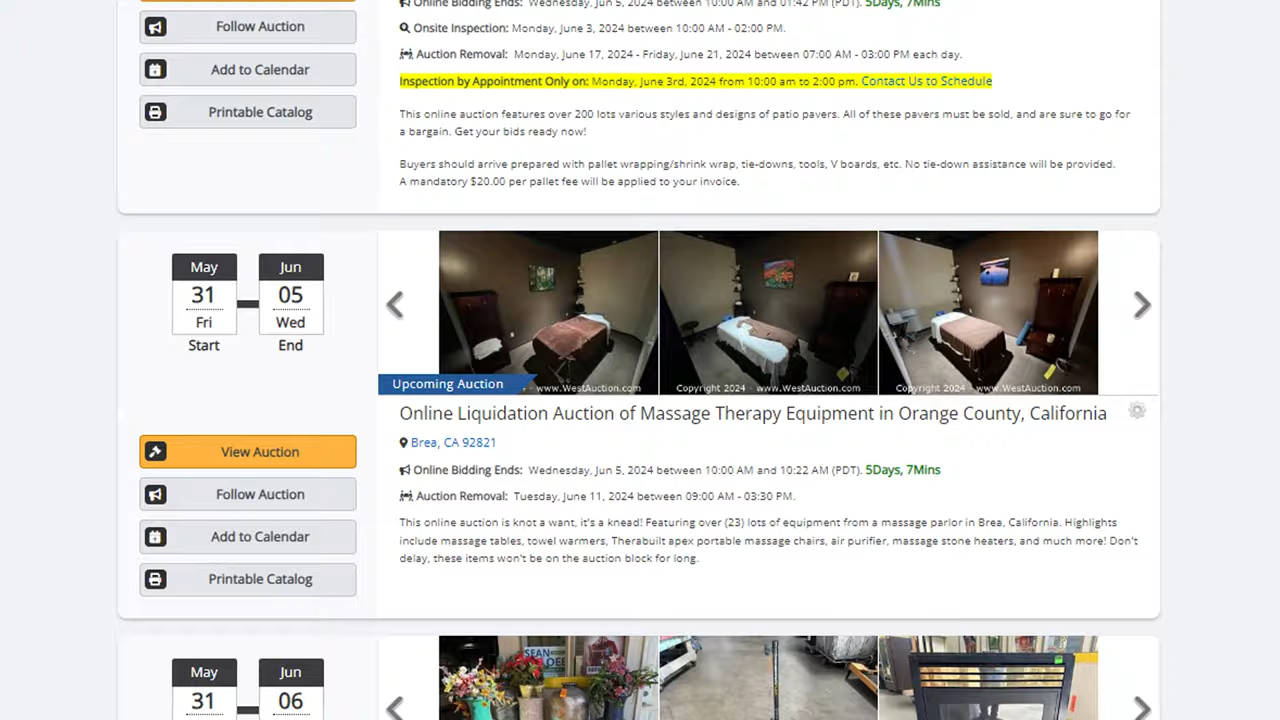 Online Bidding Ends: Wednesday, Jun 5, 2024 between 10:00 AM and 01:42 PM (PDT). 5Days, 7Mins
Follow Auction
Onsite Inspection: Monday, June 3, 2024 between 10:00 AM - 02:00 PM.
Auction Removal: Monday, June 17, 2024 - Friday, June 21, 2024 between 07:00 AM - 03:00 PM each day.
Add to Calendar
Inspection by Appointment Only on: Monday, June 3rd, 2024 from 10:00 am to 2:00 pm. Contact Us to Schedule
Printable Catalog
This online auction features over 200 lots various styles and designs of patio pavers. All of these pavers must be sold, and are sure to go for
a bargain. Get your bids ready now!
Buyers should arrive prepared with pallet wrapping/shrink wrap, tie-downs, tools, V boards, etc. No tie-down assistance will be provided.
A mandatory $20.00 per pallet fee will be applied to your invoice.
May
31
Fri
Start
Jun
05
Wed
End
Upcoming Auction
www.WestAuction.com
Copyright 2024 - www.WestAuction.com
Copyright 2024 - www.WestAuction.com
Online Liquidation Auction of Massage Therapy Equipment in Orange County, California
Brea, CA 92821
View Auction
Online Bidding Ends: Wednesday, Jun 5, 2024 between 10:00 AM and 10:22 AM (PDT). 5Days, 7Mins
Follow Auction
Auction Removal: Tuesday, June 11, 2024 between 09:00 AM - 03:30 PM.
This online auction is knot a want, it's a knead! Featuring over (23) lots of equipment from a massage parlor in Brea, California. Highlights
include massage tables, towel warmers, Therabuilt apex portable massage chairs, air purifier, massage stone heaters, and much more! Don't
delay, these items won't be on the auction block for long.
Add to Calendar
Printable Catalog
May
31
Jun
06
SEAN